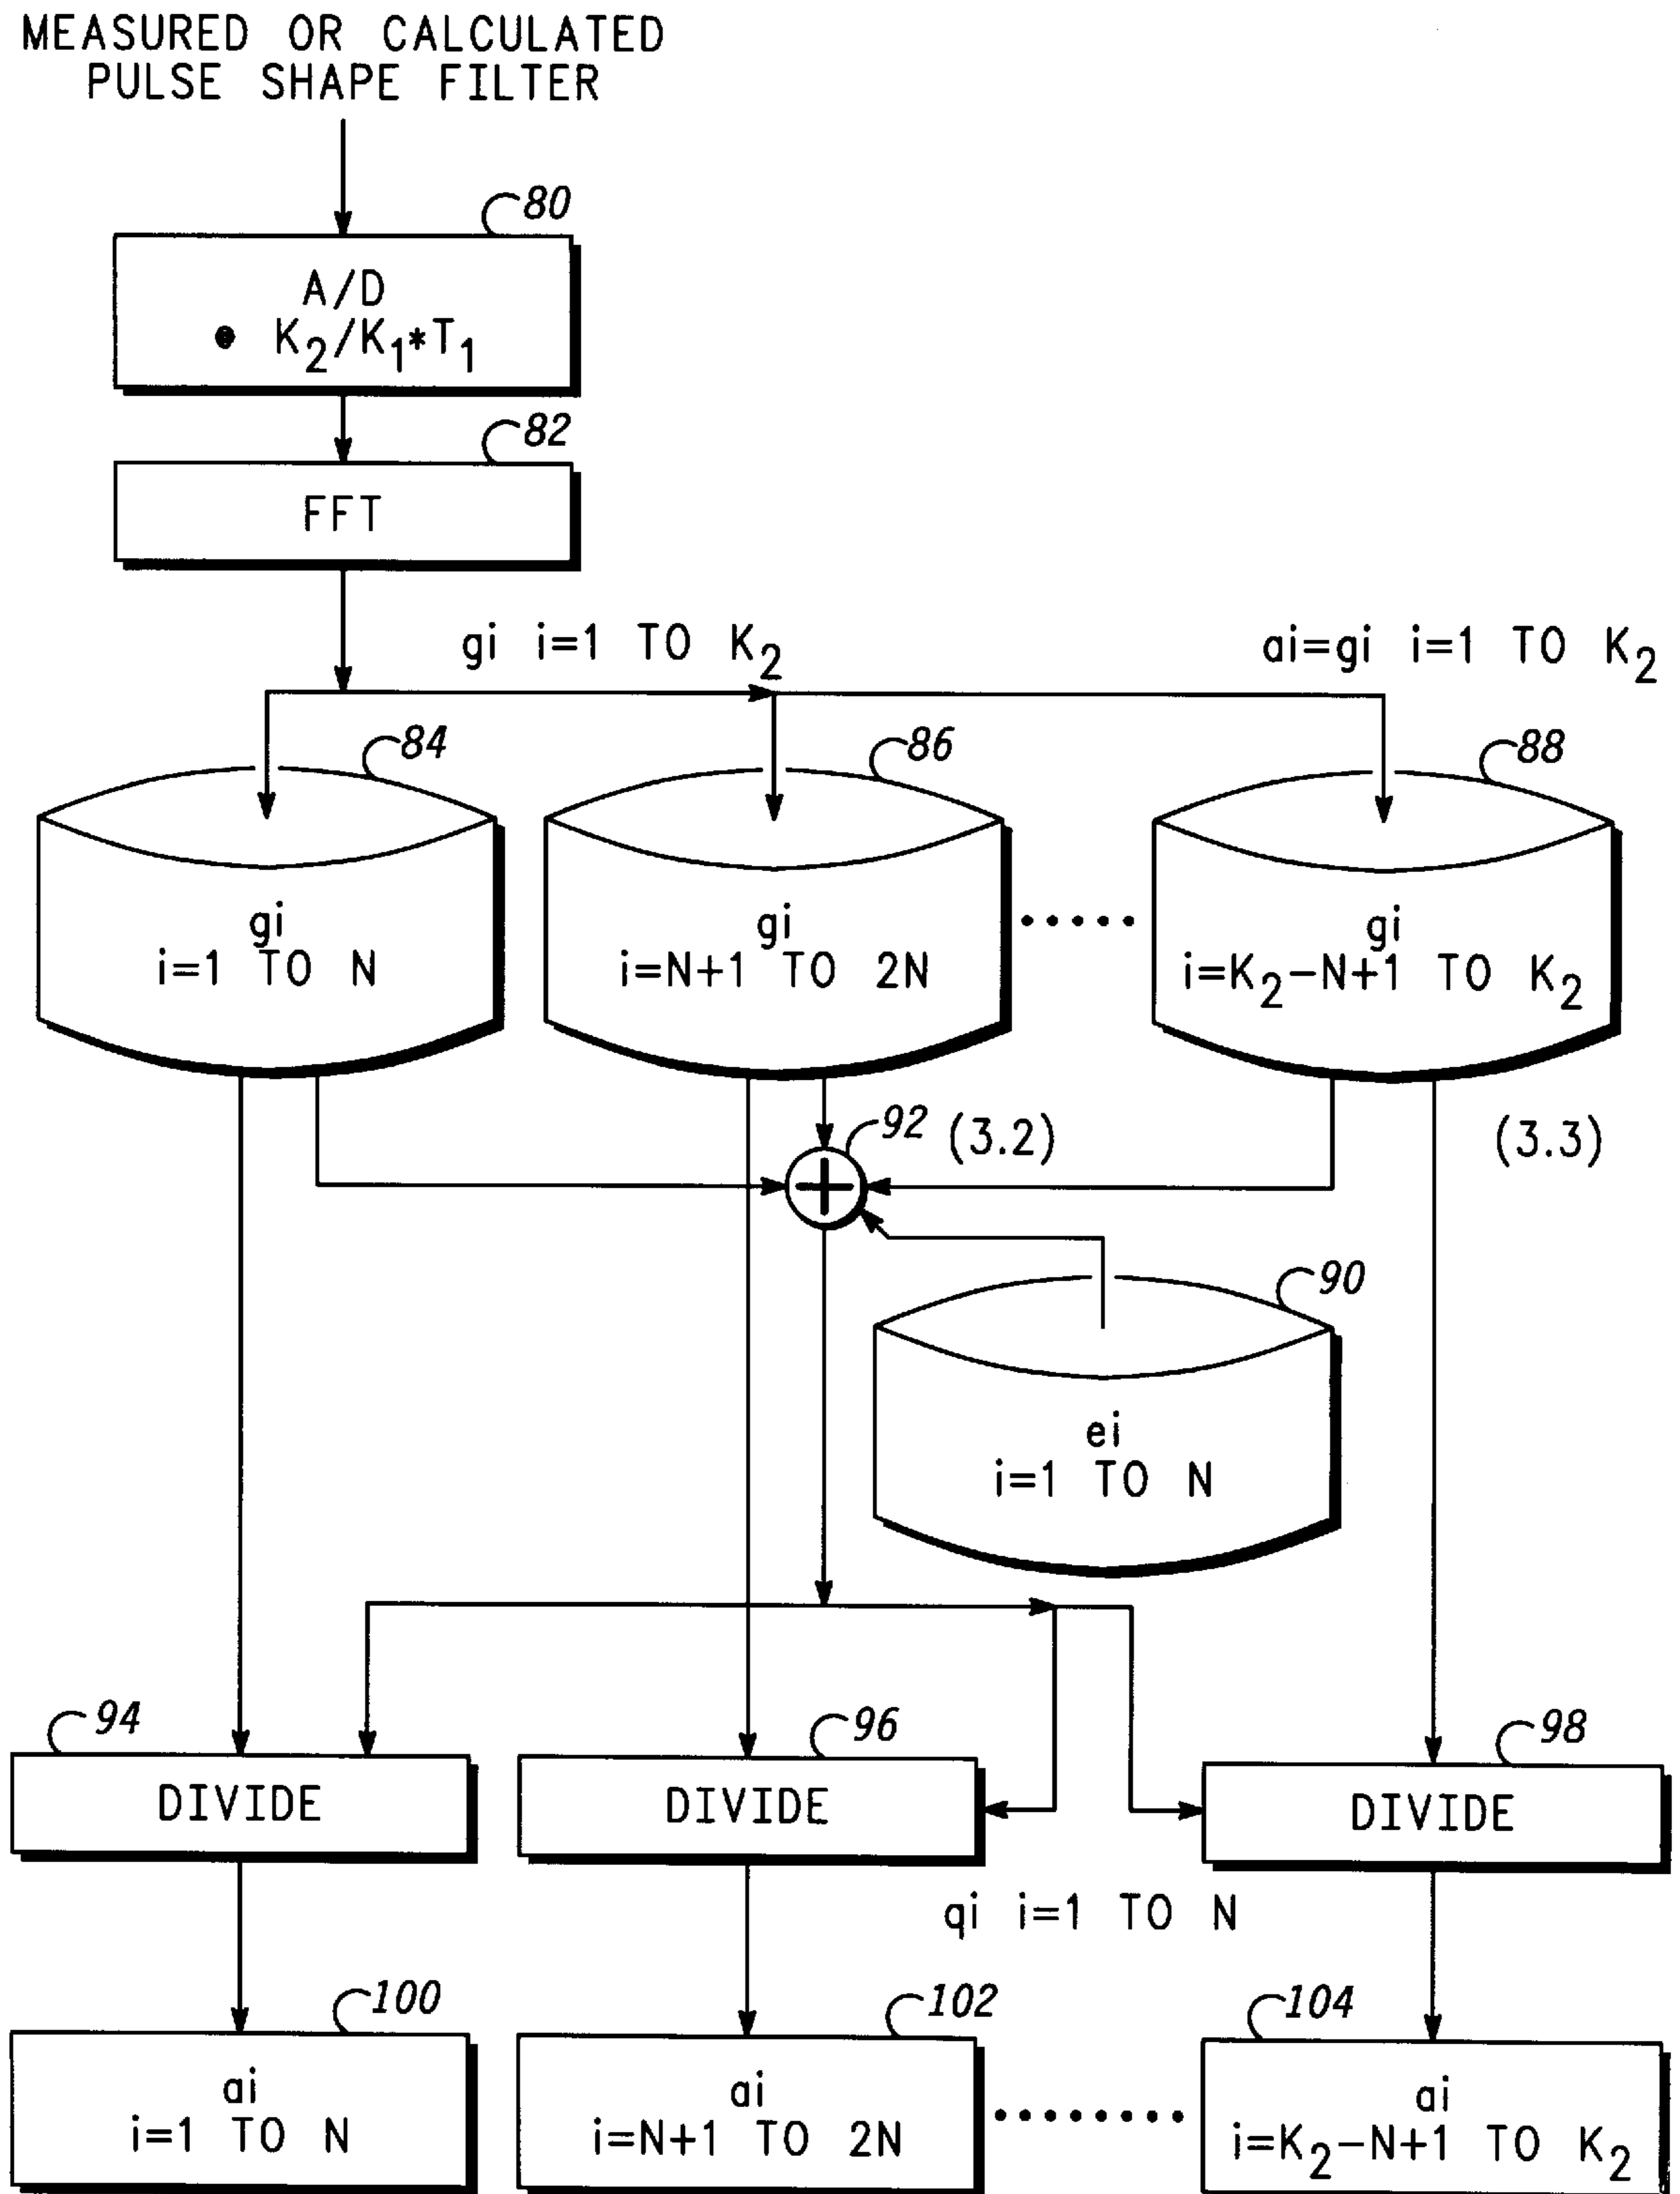 MEASURED OR CALCULATED
PULSE SHAPE FILTER
80
A/D
● K₂/K₁*T₁
82
FFT
gi i=1 TO K₂
ai=gi i=1 TO K₂
84
86
88
gi
i=1 TO N
gi
i=N+1 TO 2N
gi
i=K₂-N+1 TO K₂
92 (3.2)
(3.3)
90
ei
i=1 TO N
94
96
98
DIVIDE
DIVIDE
DIVIDE
qi i=1 TO N
100
102
104
ai
i=1 TO N
ai
i=N+1 TO 2N
ai
i=K₂-N+1 TO K₂